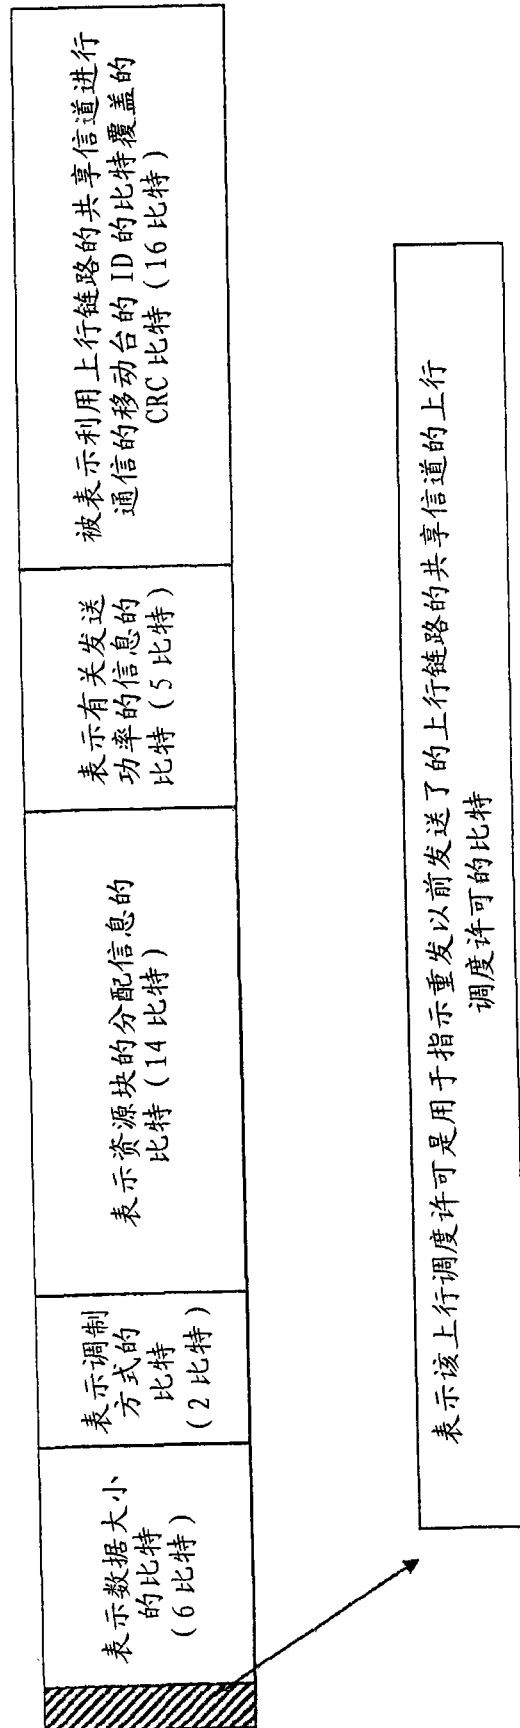 表示数据大小
的比特
(6比特)
表示调制
方式的
比特
(2比特)
表示资源块的分配信息的
比特(14比特)
表示有关发送
功率的信息的
比特(5比特)
被表示利用上行链路的共享信道进行
通信的移动台的ID的比特覆盖的
CRC比特(16比特)
表示该上行调度许可是用于指示重发以前发送了的上行链路的共享信道的上行
调度许可的比特